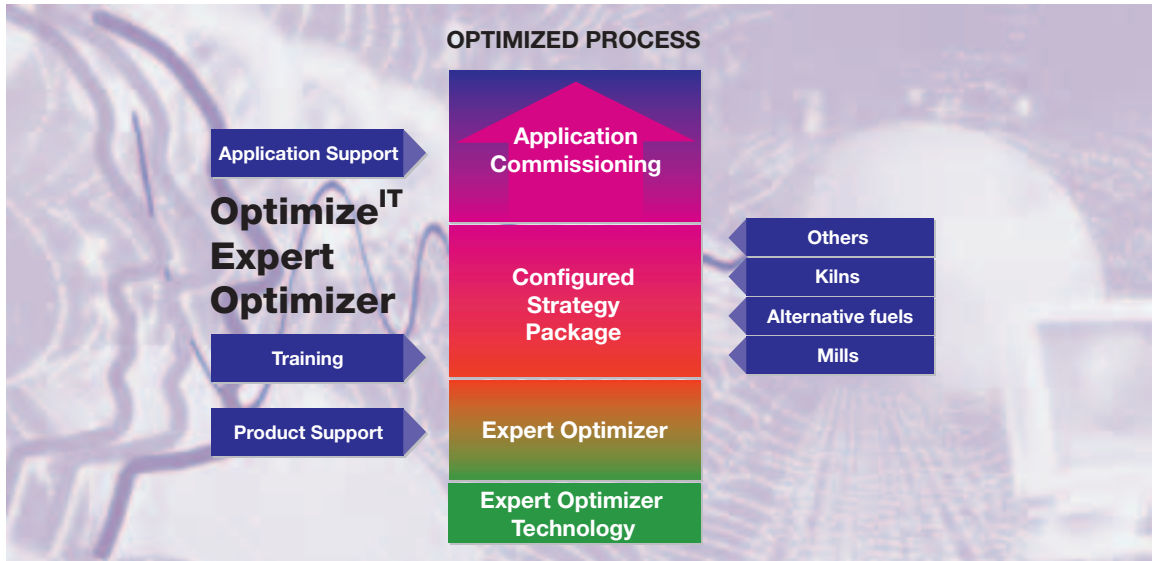 OPTIMIZED PROCESS
Application
Commissioning
Application Support
Optimize^IT
Expert
Optimizer
Training
Product Support
Configured
Strategy
Package
Others
Kilns
Alternative fuels
Mills
Expert Optimizer
Expert Optimizer
Technology